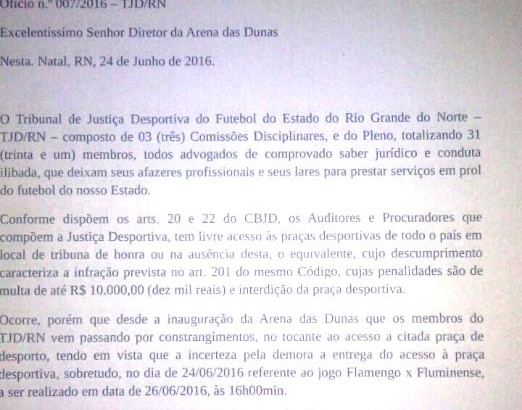 Ofício n.º 007/2016 – TJD/RN
Excelentíssimo Senhor Diretor da Arena das Dunas
Nesta. Natal, RN, 24 de Junho de 2016.
O Tribunal de Justiça Desportiva do Futebol do Estado do Rio Grande do Norte –
TJD/RN – composto de 03 (três) Comissões Disciplinares, e do Pleno, totalizando 31
(trinta e um) membros, todos advogados de comprovado saber jurídico e conduta
ilibada, que deixam seus afazeres profissionais e seus lares para prestar serviços em prol
do futebol do nosso Estado.
Conforme dispõem os arts. 20 e 22 do CBJD, os Auditores e Procuradores que
compõem a Justiça Desportiva, tem livre acesso às praças desportivas de todo o país em
local de tribuna de honra ou na ausência desta, o equivalente, cujo descumprimento
caracteriza a infração prevista no art. 201 do mesmo Código, cujas penalidades são de
multa de até R$ 10.000,00 (dez mil reais) e interdição da praça desportiva.
Ocorre, porém que desde a inauguração da Arena das Dunas que os membros do
TJD/RN vem passando por constrangimentos, no tocante ao acesso a citada praça de
desporto, tendo em vista que a incerteza pela demora a entrega do acesso à praça
desportiva, sobretudo, no dia de 24/06/2016 referente ao jogo Flamengo x Fluminense,
a ser realizado em data de 26/06/2016, às 16h00min.